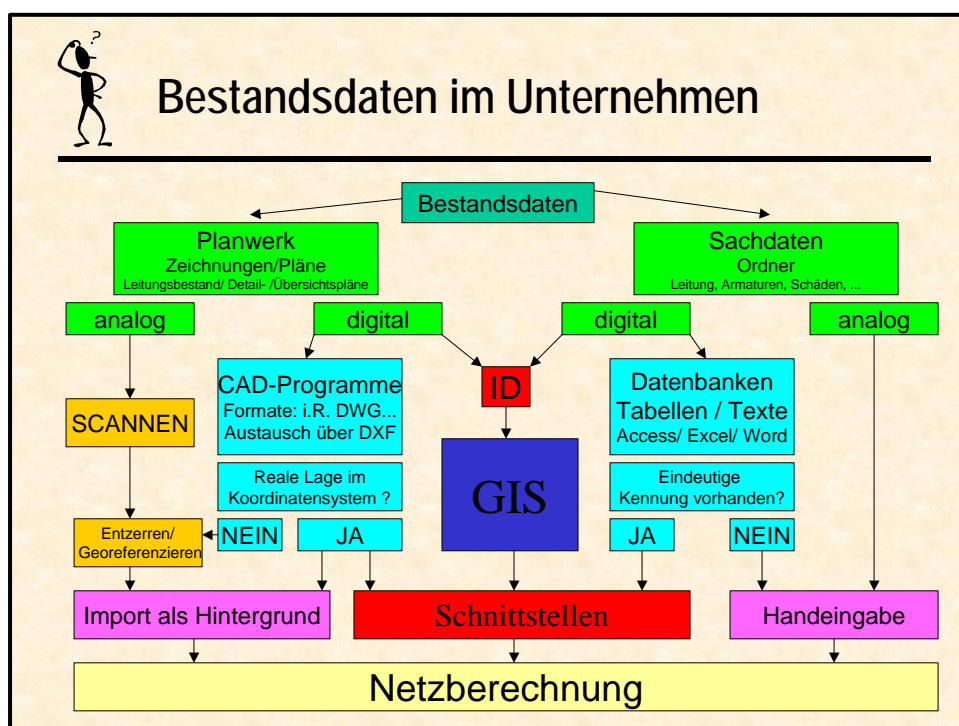 ?
Bestandsdaten im Unternehmen
Bestandsdaten
Planwerk
Zeichnungen/Pläne
Leitungsbestand/ Detail- /Übersichtspläne
Sachdaten
Ordner
Leitung, Armaturen, Schäden, ...
analog
digital
digital
analog
CAD-Programme
Formate: i.R. DWG...
Austausch über DXF
ID
Datenbanken
Tabellen / Texte
Access/ Excel/ Word
SCANNEN
GIS
Reale Lage im
Koordinatensystem ?
Eindeutige
Kennung vorhanden?
Entzerren/
Georeferenzieren
NEIN
JA
JA
NEIN
Import als Hintergrund
Schnittstellen
Handeingabe
Netzberechnung